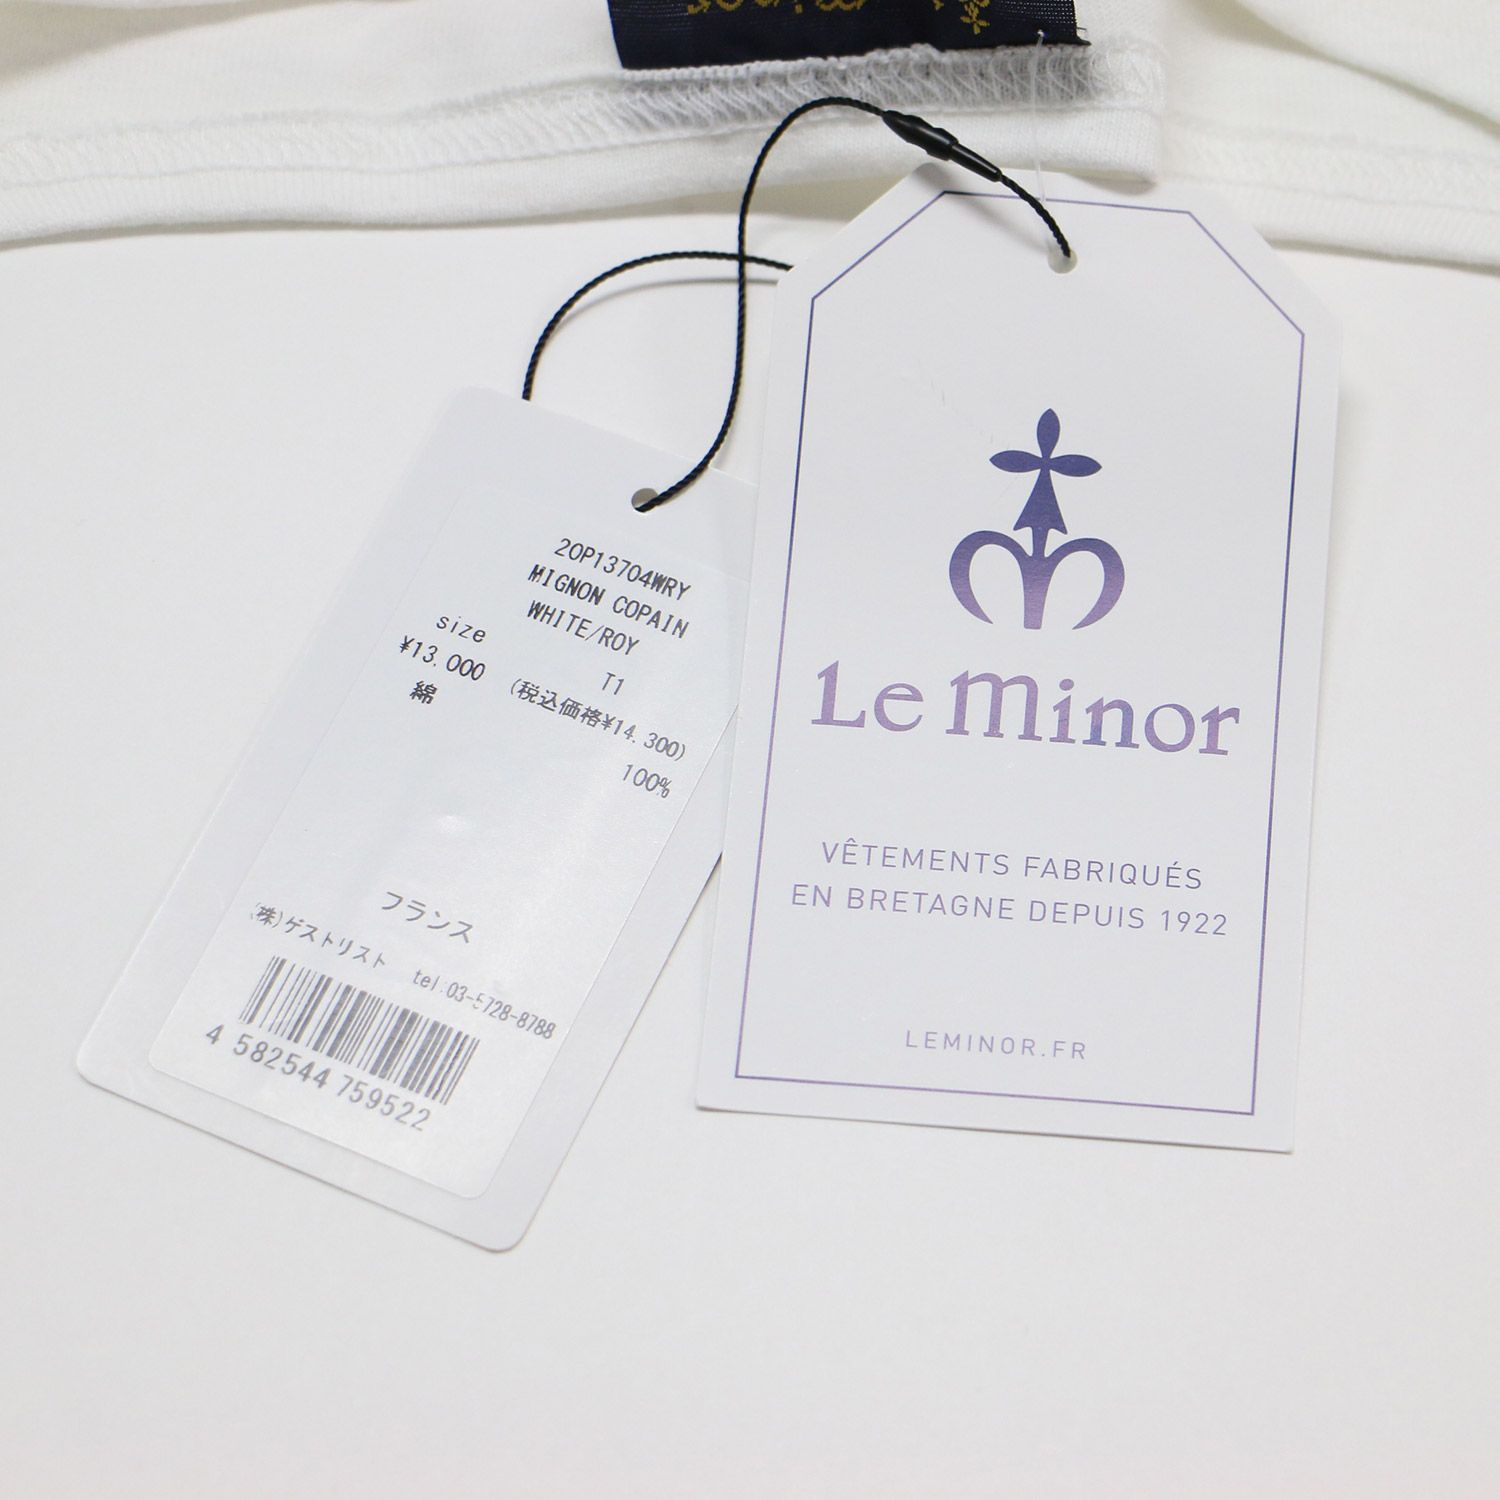 20P13704WRY
MIGNON COPAIN
WHITE/ROY
size T1
¥13,000 (税込価格¥14,300)
綿 100%
フランス
(株)ゲストリスト tel:03-5728-8788
4 582544 759522
Le Minor
VÊTEMENTS FABRIQUÉS
EN BRETAGNE DEPUIS 1922
LEMINOR.FR